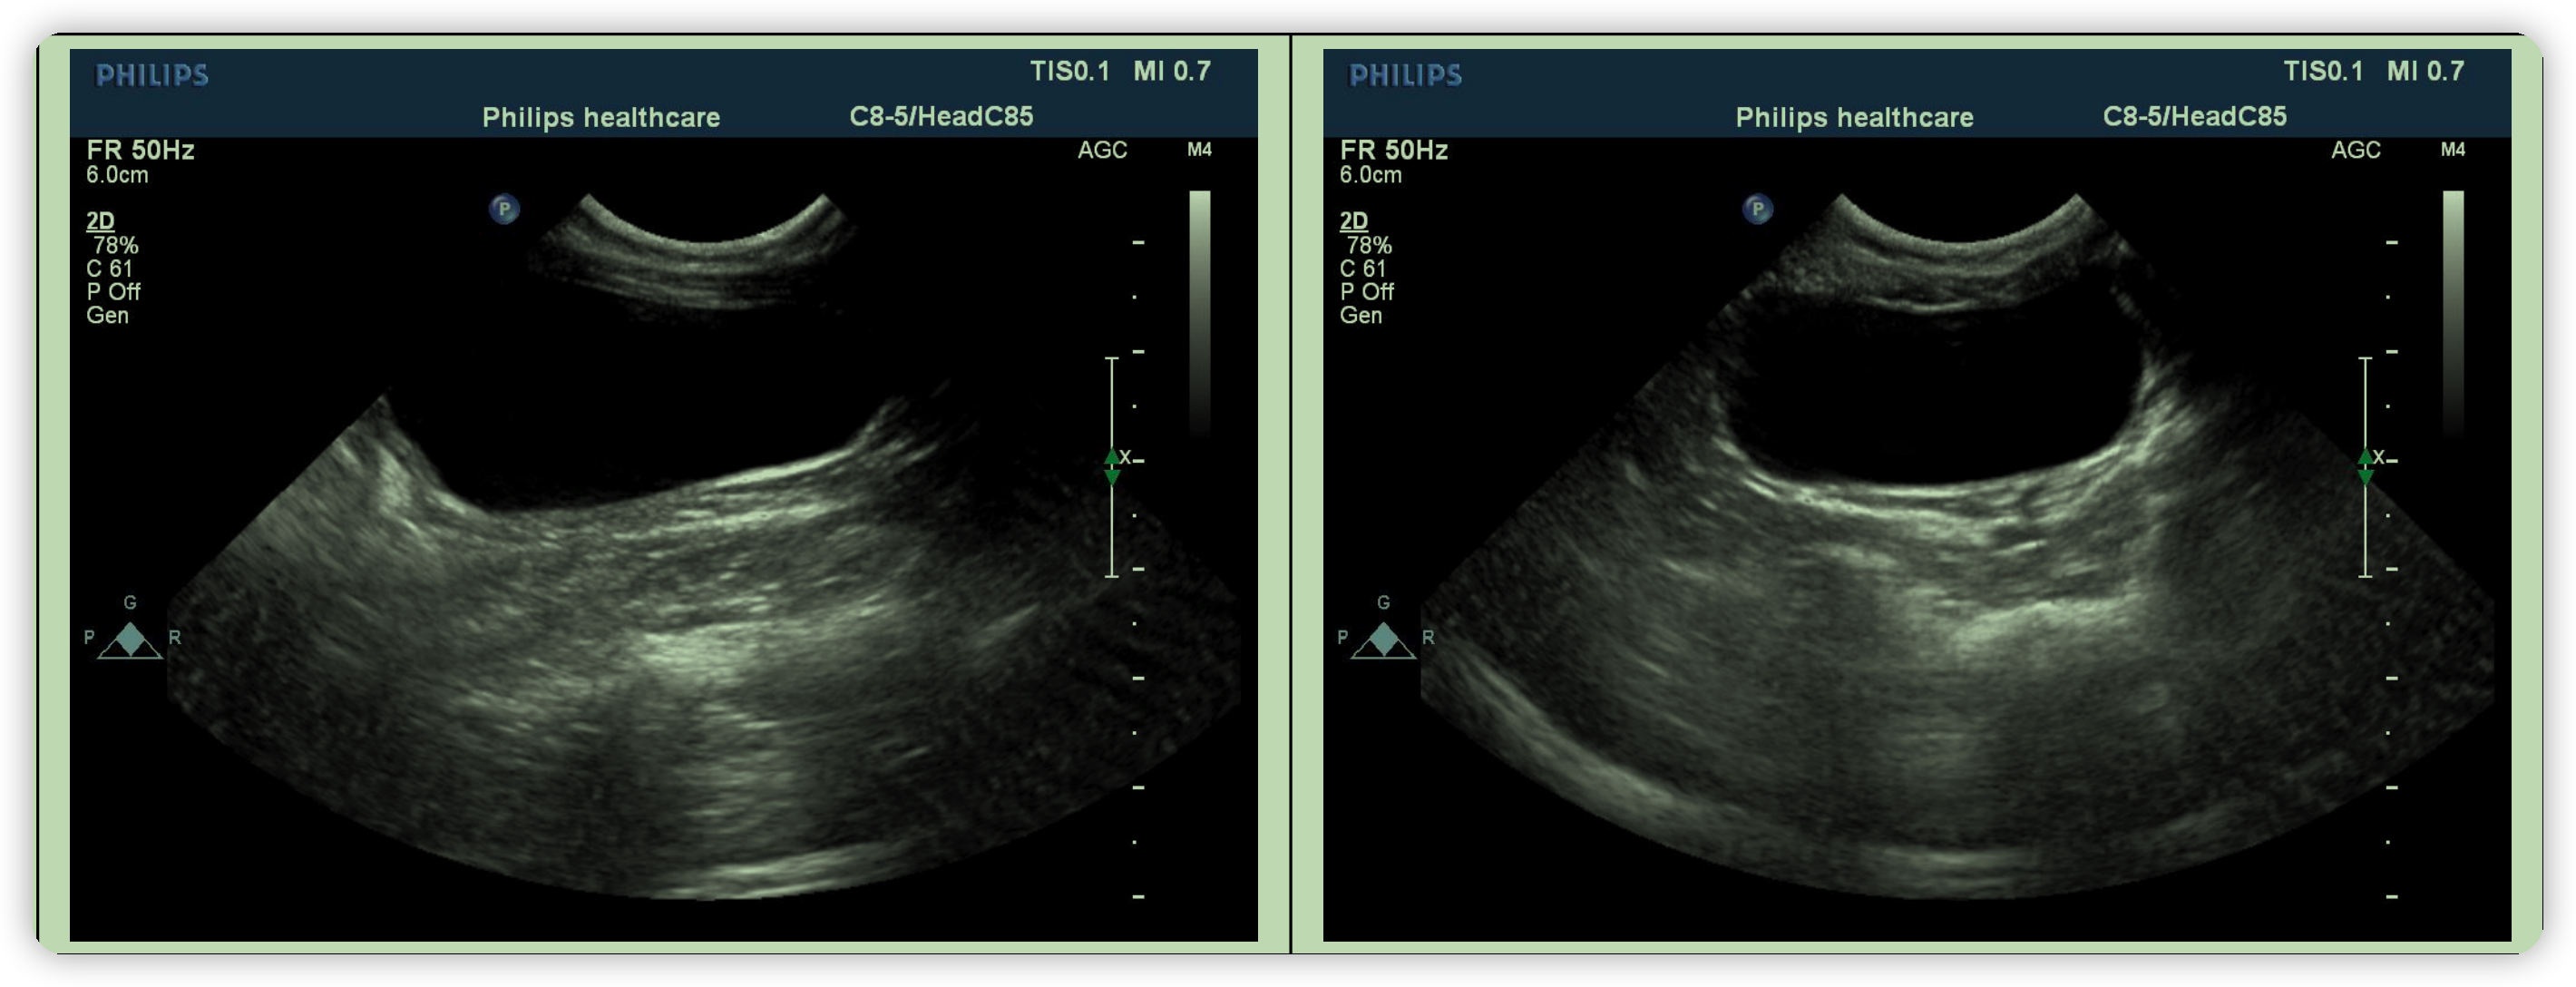 PHILIPS
TIS0.1 MI 0.7
Philips healthcare C8-5/HeadC85
FR 50Hz
6.0cm
AGC M4
P
2D
78%
C 61
P Off
Gen
X
G
P R
PHILIPS
TIS0.1 MI 0.7
Philips healthcare C8-5/HeadC85
FR 50Hz
6.0cm
AGC M4
P
2D
78%
C 61
P Off
Gen
X
G
P R